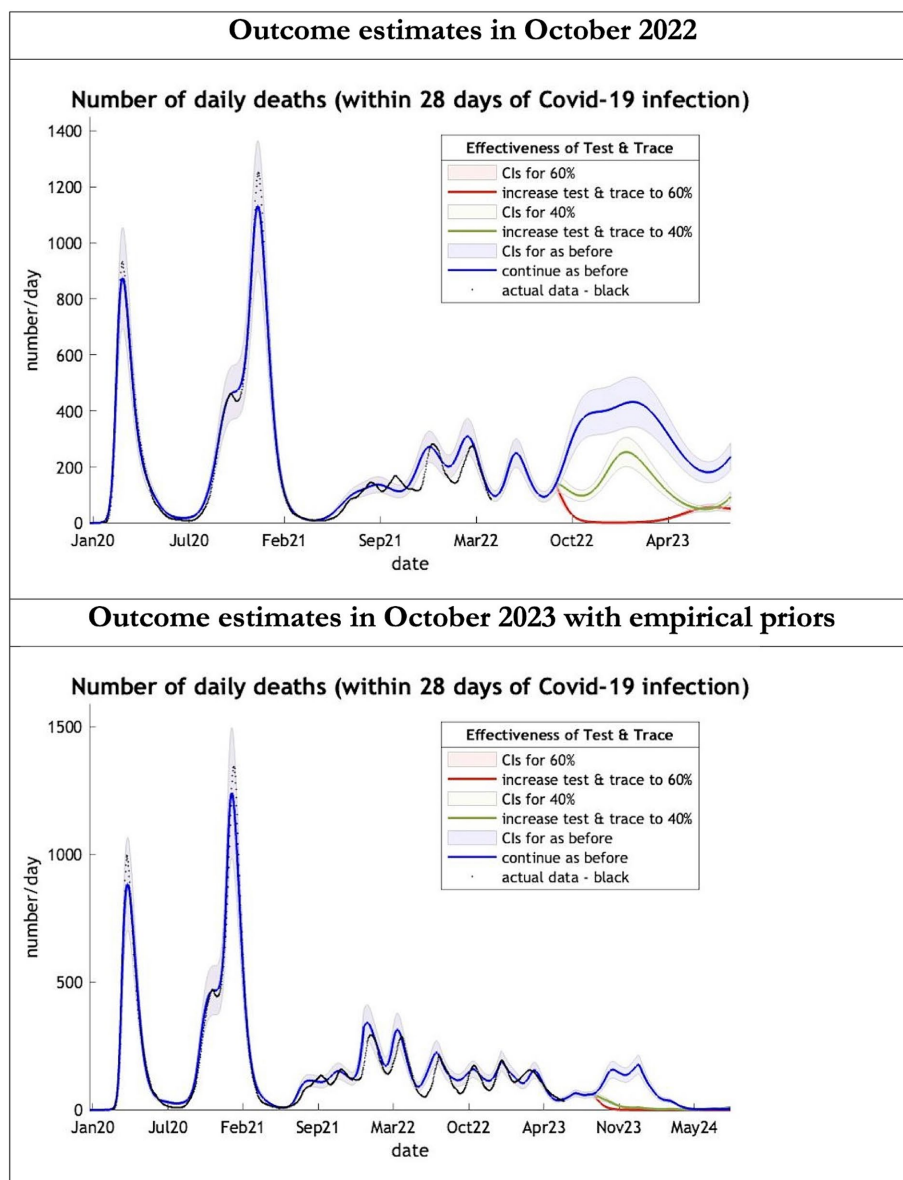 Outcome estimates in October 2022
Number of daily deaths (within 28 days of Covid-19 infection)
1400
1200
1000
800
600
400
200
0
number/day
Effectiveness of Test & Trace
CIs for 60%
increase test & trace to 60%
CIs for 40%
increase test & trace to 40%
CIs for as before
continue as before
actual data - black
Jan20 Jul20 Feb21 Sep21 Mar22 Oct22 Apr23
date
Outcome estimates in October 2023 with empirical priors
Number of daily deaths (within 28 days of Covid-19 infection)
1500
1000
500
0
number/day
Effectiveness of Test & Trace
CIs for 60%
increase test & trace to 60%
CIs for 40%
increase test & trace to 40%
CIs for as before
continue as before
actual data - black
Jan20 Jul20 Feb21 Sep21 Mar22 Oct22 Apr23 Nov23 May24
date